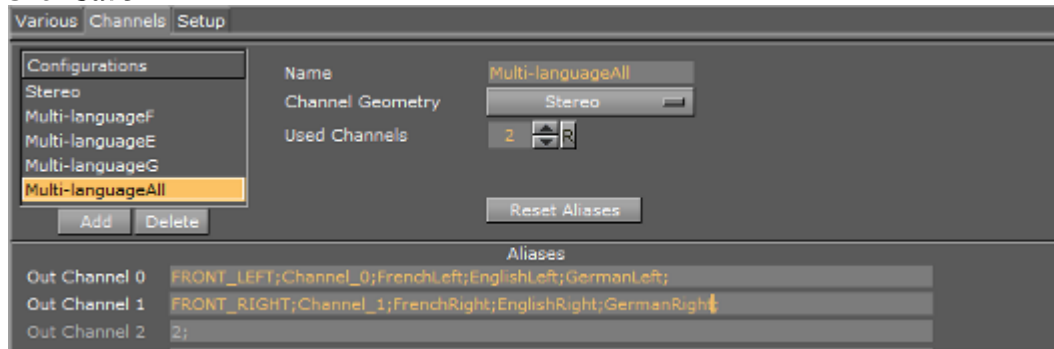 Various Channels Setup
Configurations
Stereo
Multi-languageF
Multi-languageE
Multi-languageG
Multi-languageAll
Add Delete
Name Multi-languageAll
Channel Geometry Stereo
Used Channels 2 R
Reset Aliases
Aliases
Out Channel 0 FRONT_LEFT;Channel_0;FrenchLeft;EnglishLeft;GermanLeft;
Out Channel 1 FRONT_RIGHT;Channel_1;FrenchRight;EnglishRight;GermanRight;
Out Channel 2 2;